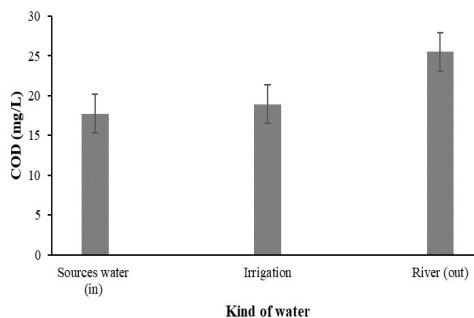 30
25
20
15
10
5
0
COD (mg/L)
Sources water
(in)
Irrigation
River (out)
Kind of water